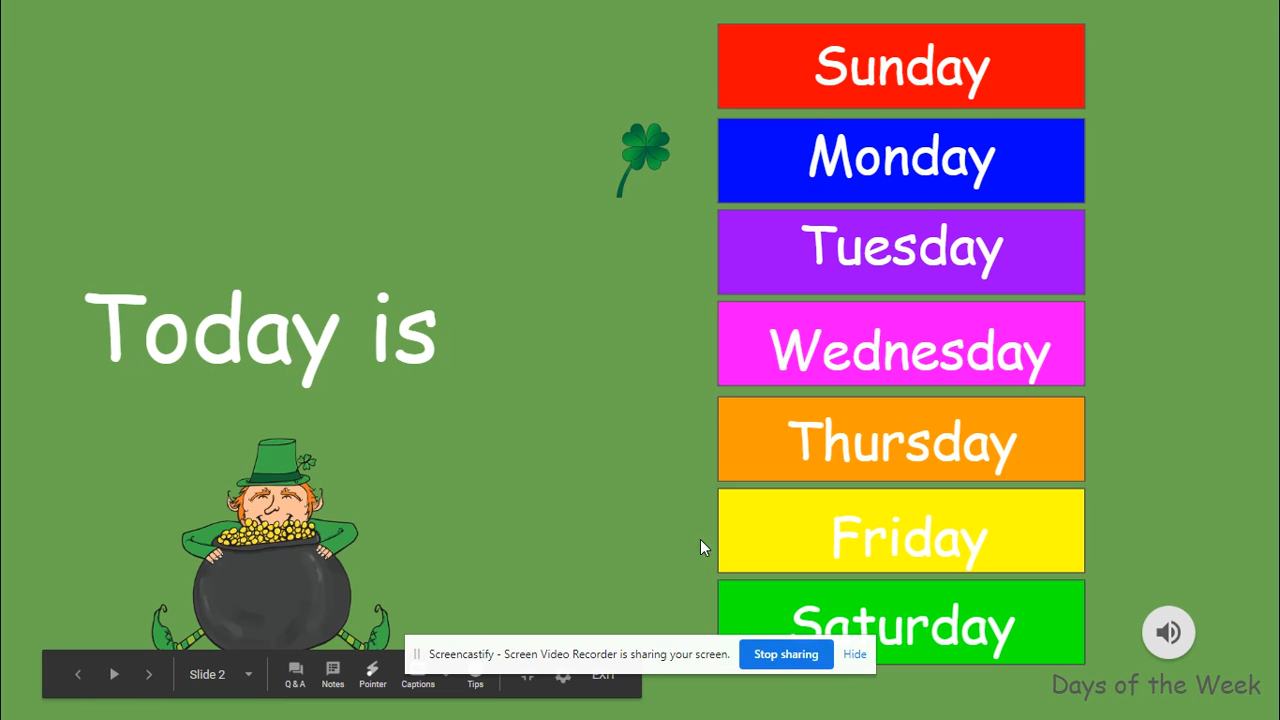 Sunday
Monday
Tuesday
Today is
Wednesday
Thursday
Friday
Saturday
Screencastify - Screen Video Recorder is sharing your screen.
Stop sharing
Hide
Slide 2
Q & A
Notes
Pointer
Captions
Tips
EXIT
Days of the Week